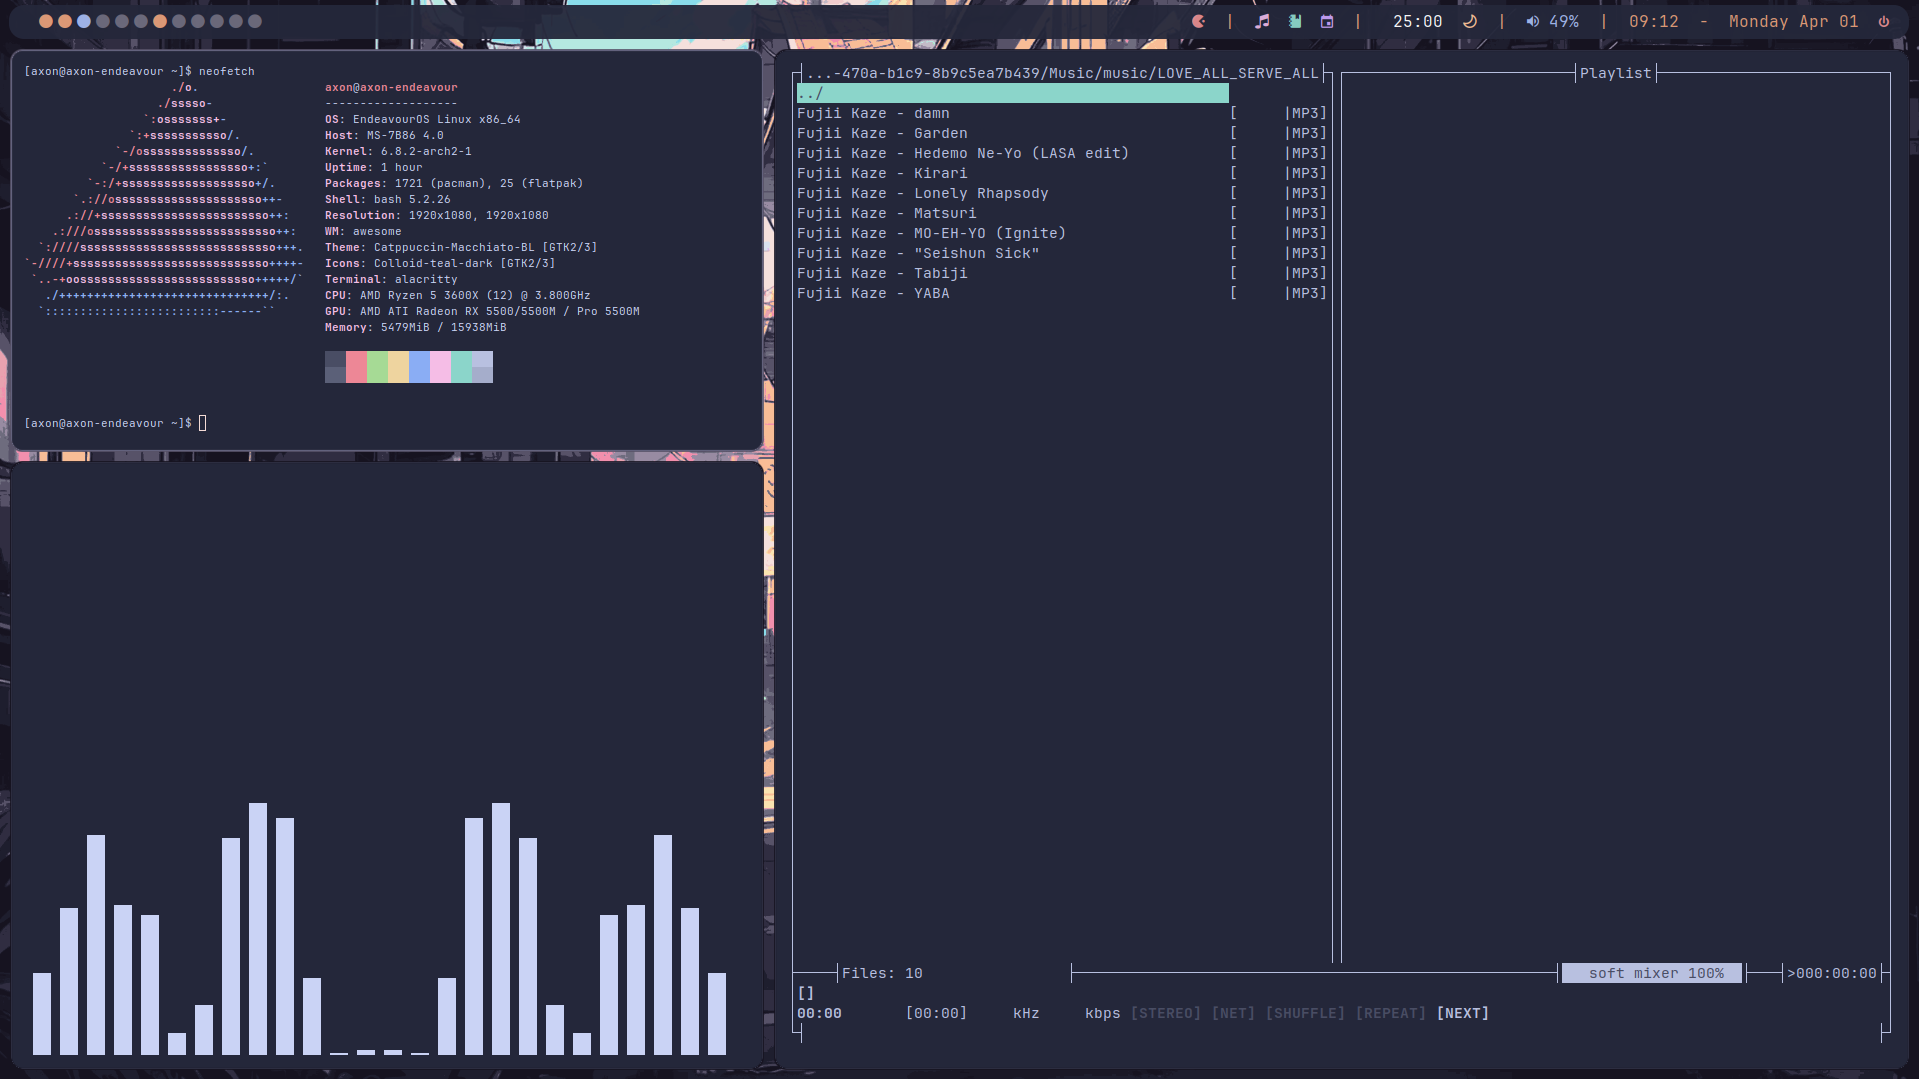 25:00
49%
09:12 - Monday Apr 01
[axon@axon-endeavour ~]$ neofetch
./o.
./sssso-
`:osssssss+-
`:+sssssssssso/.
`-/ossssssssssssso/.
`-/+sssssssssssssssso+:`
`-:/+sssssssssssssssssso+/.
`.://osssssssssssssssssssso++-
.://+ssssssssssssssssssssssso++:
.:///ossssssssssssssssssssssssso++:
`:////ssssssssssssssssssssssssssso+++.
`-////+ssssssssssssssssssssssssssso++++-
`..-+oosssssssssssssssssssssssso+++++/`
./++++++++++++++++++++++++++++++/:.
`:::::::::::::::::::::::::------``
axon@axon-endeavour
-------------------
OS: EndeavourOS Linux x86_64
Host: MS-7B86 4.0
Kernel: 6.8.2-arch2-1
Uptime: 1 hour
Packages: 1721 (pacman), 25 (flatpak)
Shell: bash 5.2.26
Resolution: 1920x1080, 1920x1080
WM: awesome
Theme: Catppuccin-Macchiato-BL [GTK2/3]
Icons: Colloid-teal-dark [GTK2/3]
Terminal: alacritty
CPU: AMD Ryzen 5 3600X (12) @ 3.800GHz
GPU: AMD ATI Radeon RX 5500/5500M / Pro 5500M
Memory: 5479MiB / 15938MiB
[axon@axon-endeavour ~]$
...-470a-b1c9-8b9c5ea7b439/Music/music/LOVE_ALL_SERVE_ALL
../
Fujii Kaze - damn [ |MP3]
Fujii Kaze - Garden [ |MP3]
Fujii Kaze - Hedemo Ne-Yo (LASA edit) [ |MP3]
Fujii Kaze - Kirari [ |MP3]
Fujii Kaze - Lonely Rhapsody [ |MP3]
Fujii Kaze - Matsuri [ |MP3]
Fujii Kaze - MO-EH-YO (Ignite) [ |MP3]
Fujii Kaze - "Seishun Sick" [ |MP3]
Fujii Kaze - Tabiji [ |MP3]
Fujii Kaze - YABA [ |MP3]
Playlist
Files: 10
soft mixer 100%
>000:00:00
[]
00:00 [00:00] kHz kbps [STEREO] [NET] [SHUFFLE] [REPEAT] [NEXT]